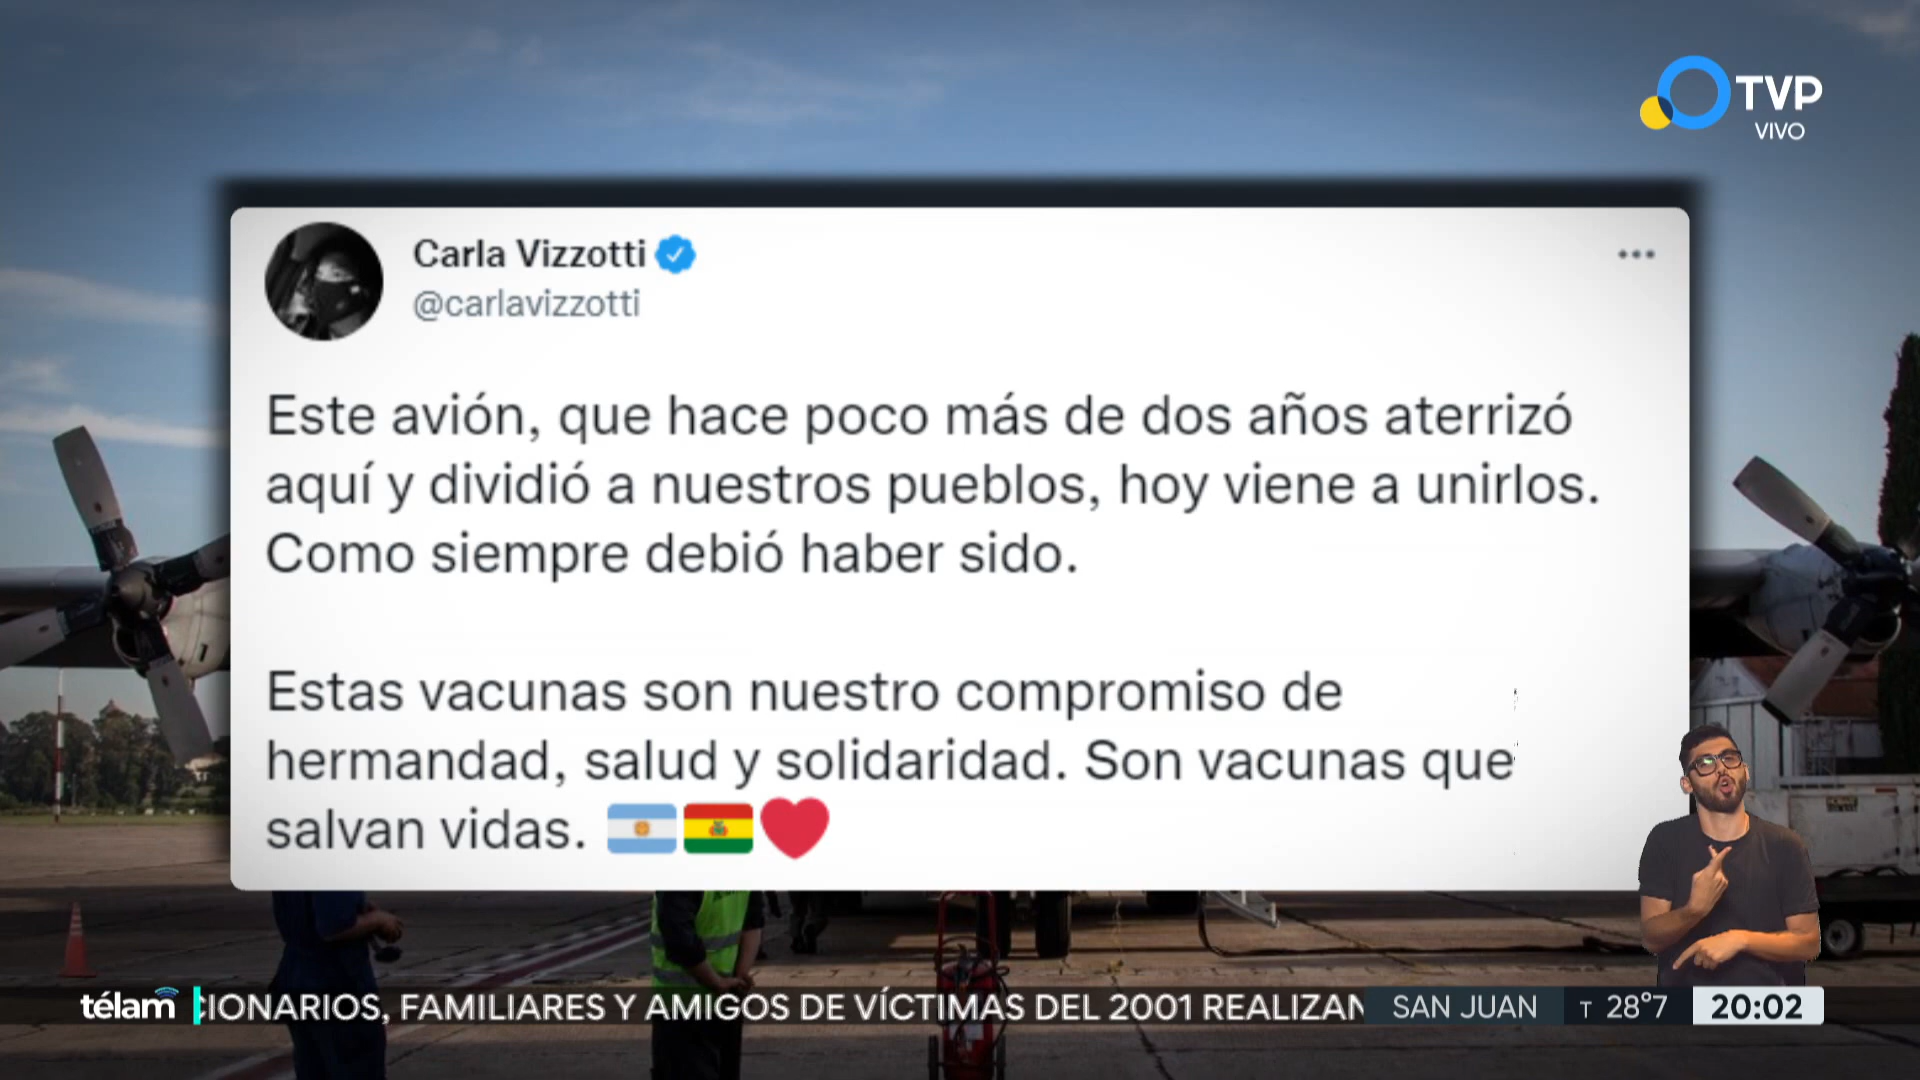 TVP
VIVO
Carla Vizzotti
@carlavizzotti
Este avión, que hace poco más de dos años aterrizó
aquí y dividió a nuestros pueblos, hoy viene a unirlos.
Como siempre debió haber sido.
Estas vacunas son nuestro compromiso de
hermandad, salud y solidaridad. Son vacunas que
salvan vidas.
1
télam CIONARIOS, FAMILIARES Y AMIGOS DE VÍCTIMAS DEL 2001 REALIZAN SAN JUAN T 28°7 20:02